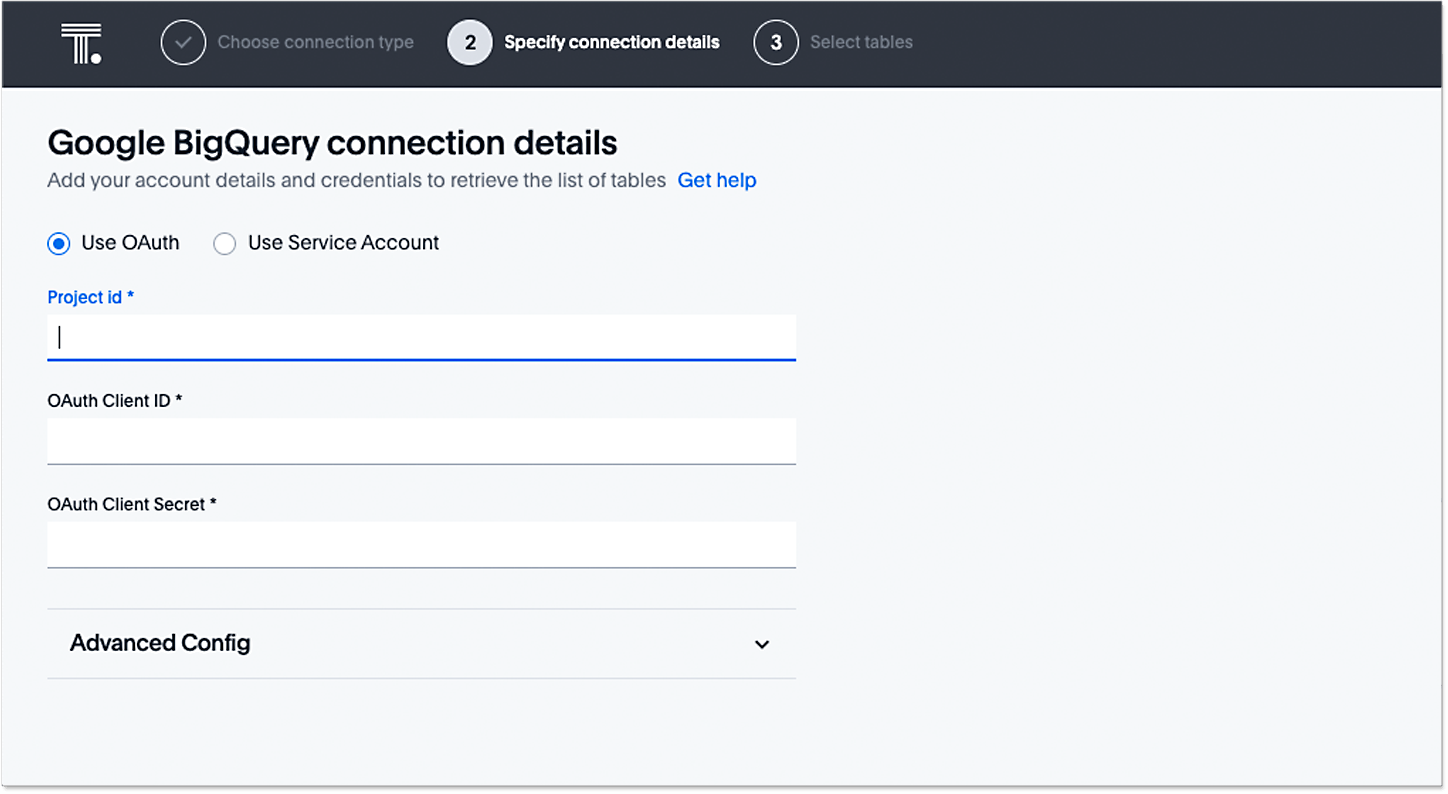 T.
Choose connection type 2 Specify connection details 3 Select tables
Google BigQuery connection details
Add your account details and credentials to retrieve the list of tables Get help
Use OAuth Use Service Account
Project id *
OAuth Client ID *
OAuth Client Secret *
Advanced Config